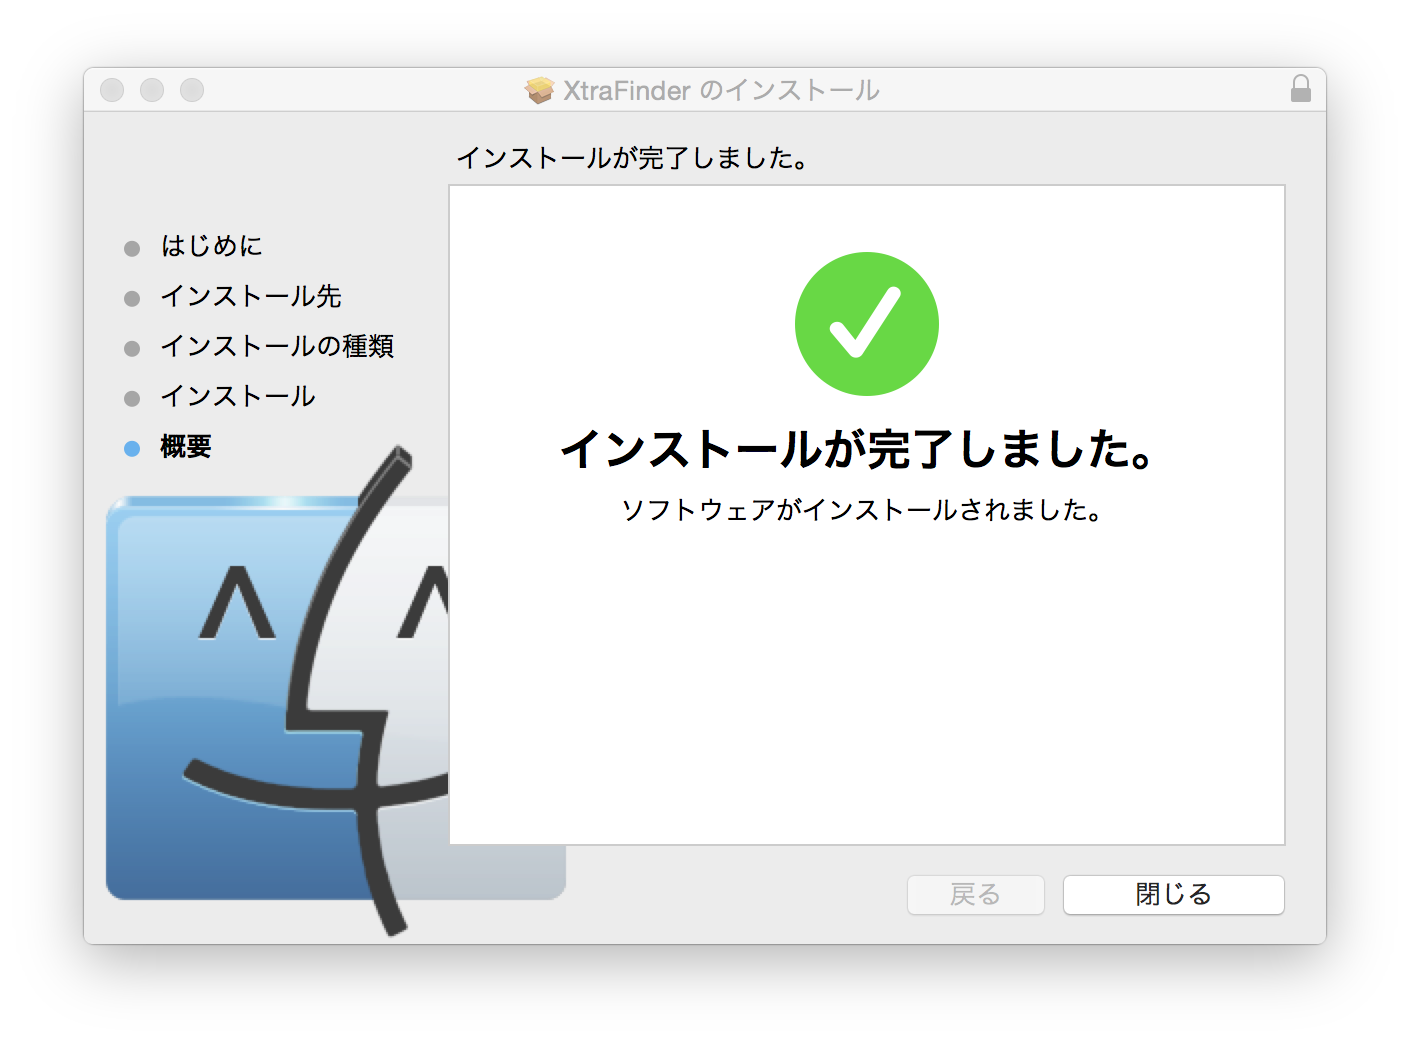 XtraFinder のインストール
インストールが完了しました。
はじめに
インストール先
インストールの種類
インストール
概要
インストールが完了しました。
ソフトウェアがインストールされました。
戻る
閉じる